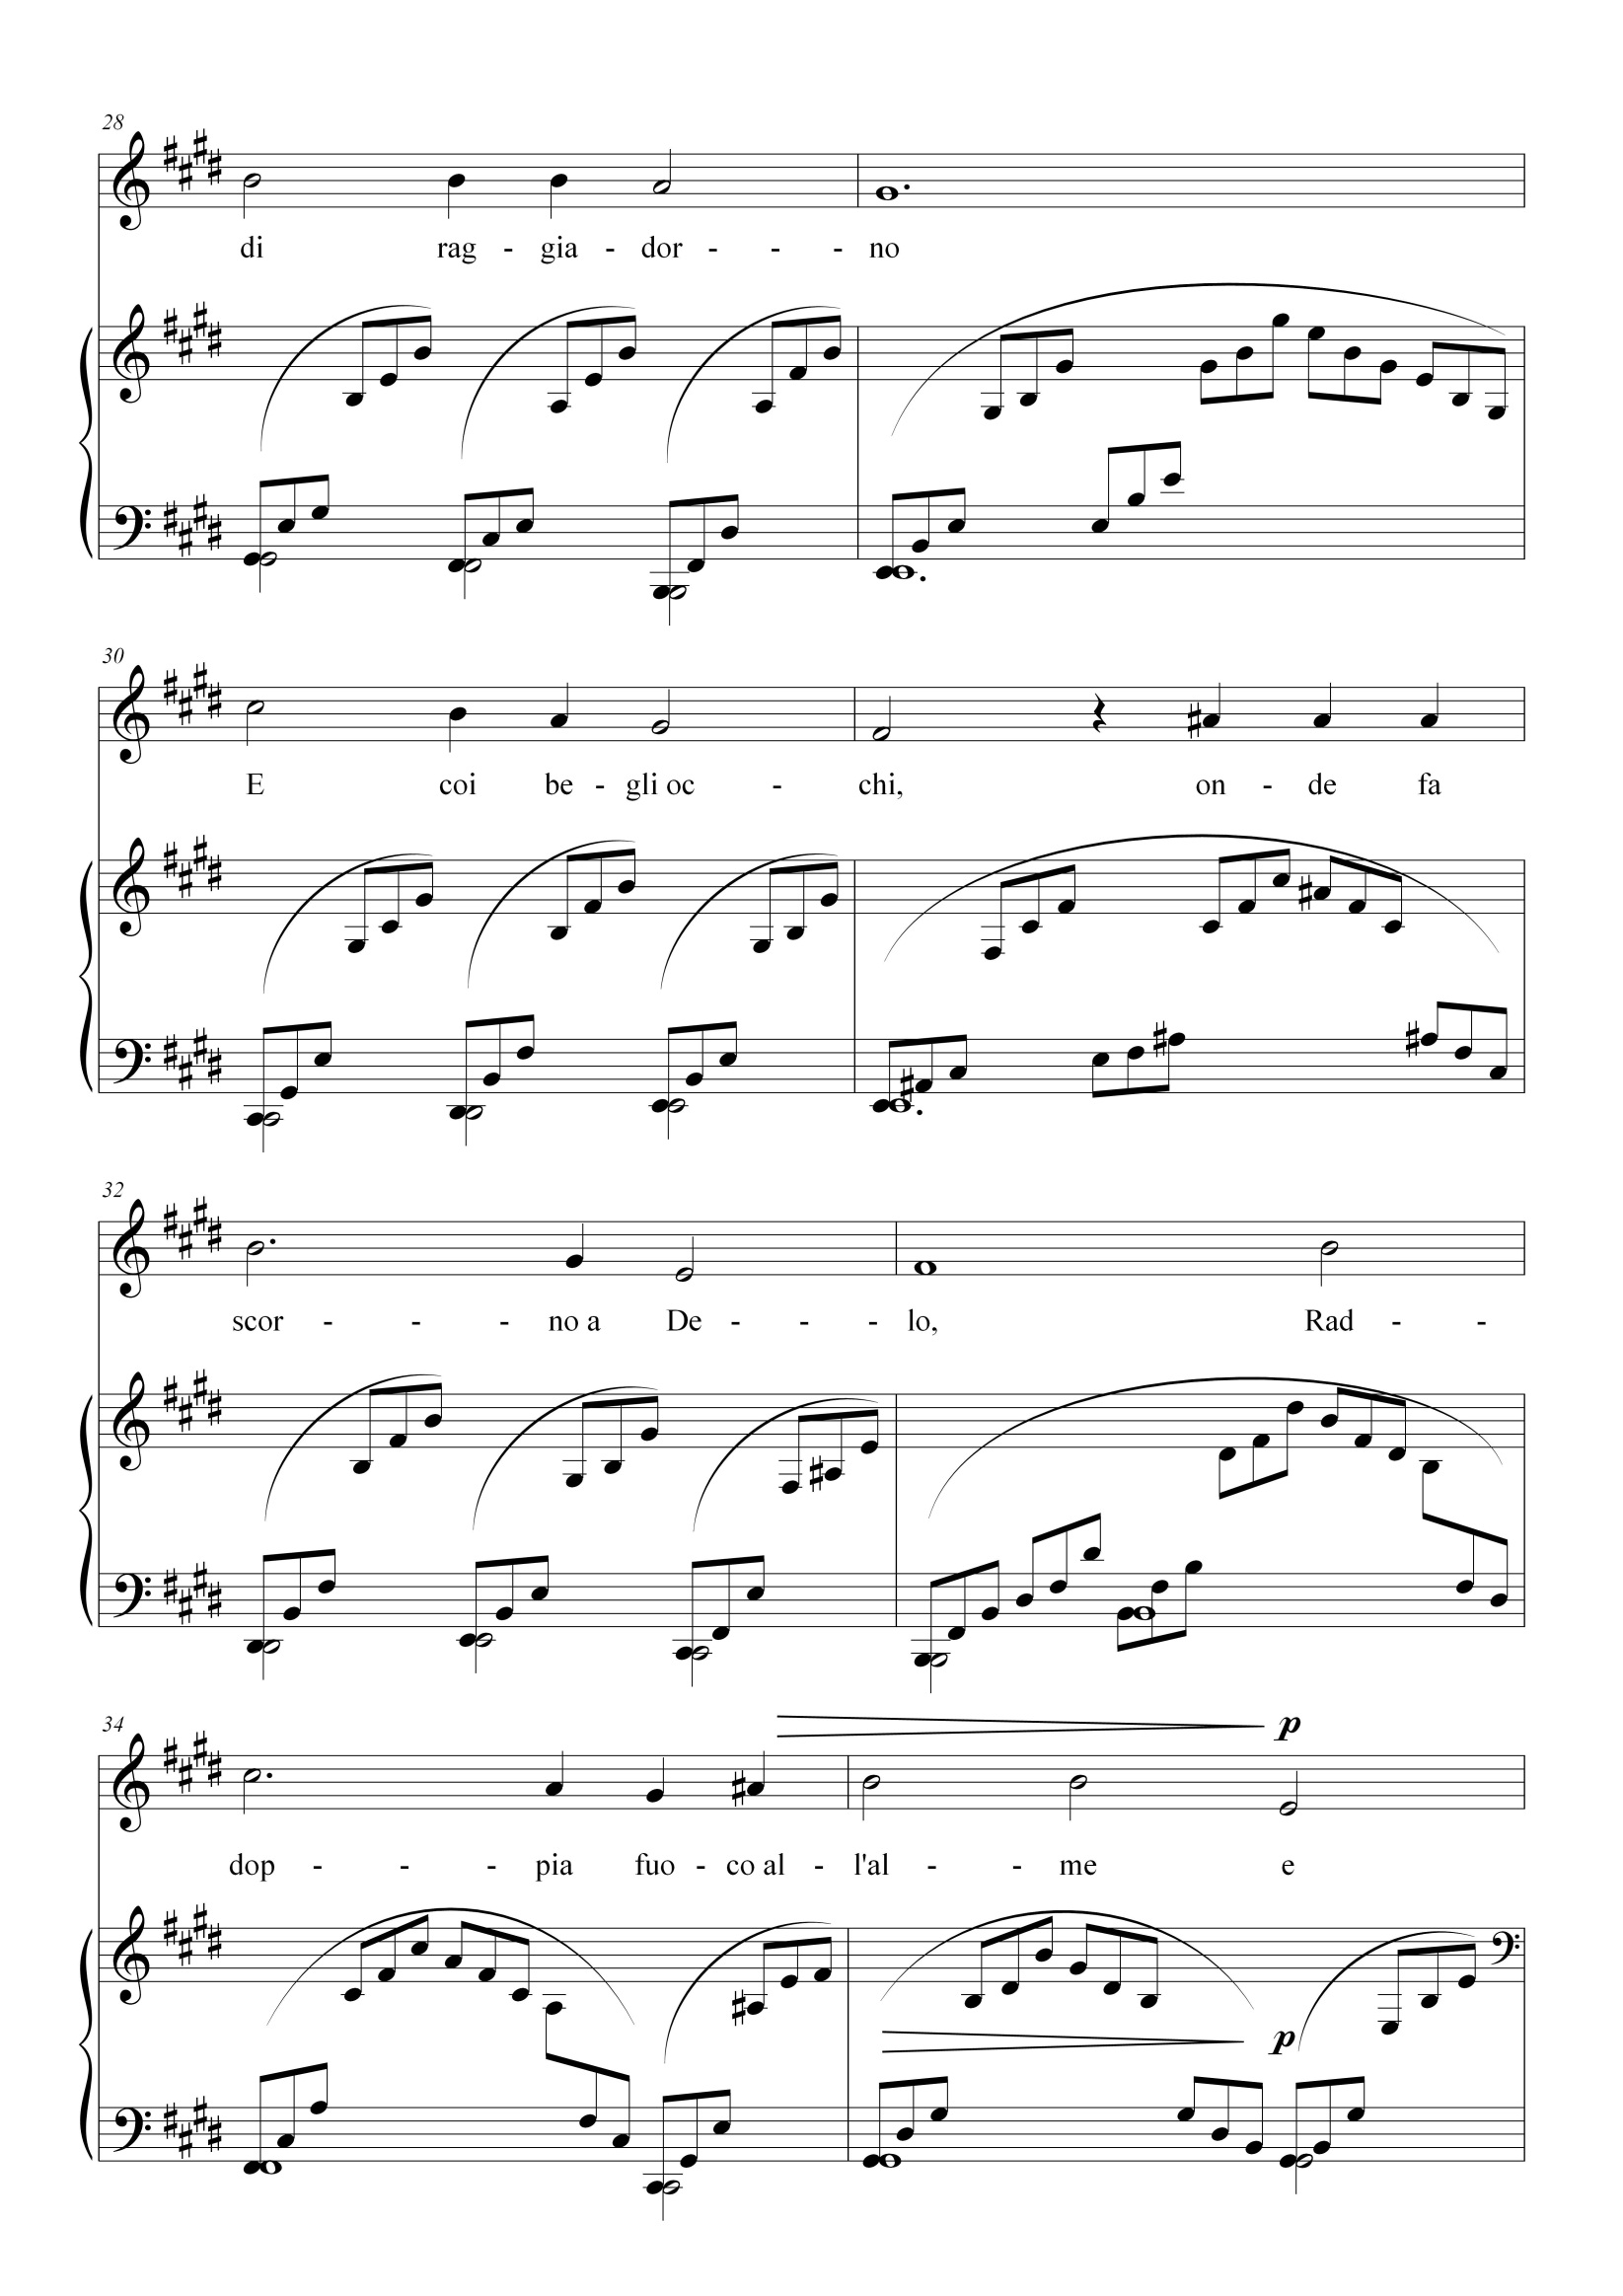 28
di rag - gia - dor - - - no
30
E coi be - gli oc - chi, on - de fa
32
scor - - - no a De - - - lo, Rad - -
34
p
dop - - - pia fuo - co al - l'al - - me e
p